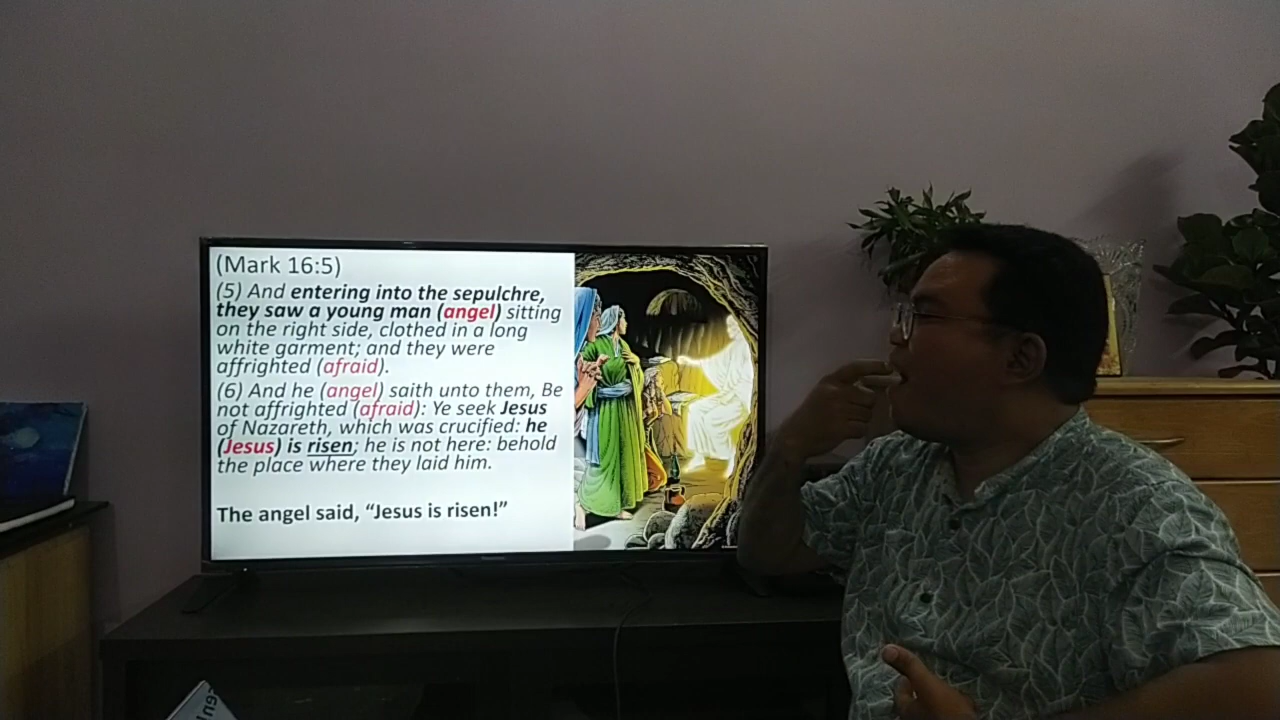 (Mark 16:5)
(5) And entering into the sepulchre,
they saw a young man (angel) sitting
on the right side, clothed in a long
white garment; and they were
affrighted (afraid).
(6) And he (angel) saith unto them, Be
not affrighted (afraid): Ye seek Jesus
of Nazareth, which was crucified: he
(Jesus) is risen; he is not here: behold
the place where they laid him.
The angel said, “Jesus is risen!”